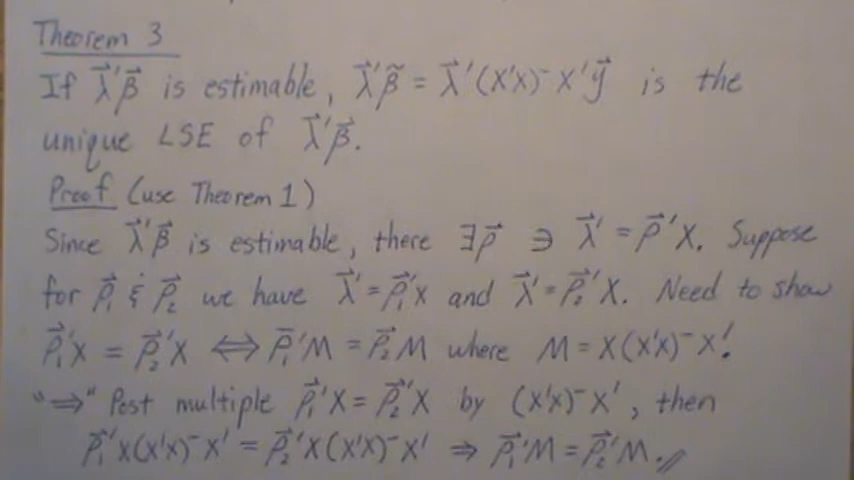 Theorem 3
If λ⃗'β⃗ is estimable, λ⃗'β̃ = λ⃗'(X'X)⁻X'y⃗ is the
unique LSE of λ⃗'β⃗.
Proof (use Theorem 1)
Since λ⃗'β⃗ is estimable, there ∃ρ⃗ ∋ λ⃗' = ρ⃗'X. Suppose
for ρ⃗₁ & ρ⃗₂ we have λ⃗' = ρ⃗₁'X and λ⃗' = ρ⃗₂'X. Need to show
ρ⃗₁'X = ρ⃗₂'X ⟺ ρ⃗₁'M = ρ⃗₂M where M = X(X'X)⁻X'.
"⇒" Post multiple ρ⃗₁'X = ρ⃗₂'X by (X'X)⁻X', then
ρ⃗₁'X(X'X)⁻X' = ρ⃗₂'X(X'X)⁻X' ⇒ ρ⃗₁'M = ρ⃗₂'M.//